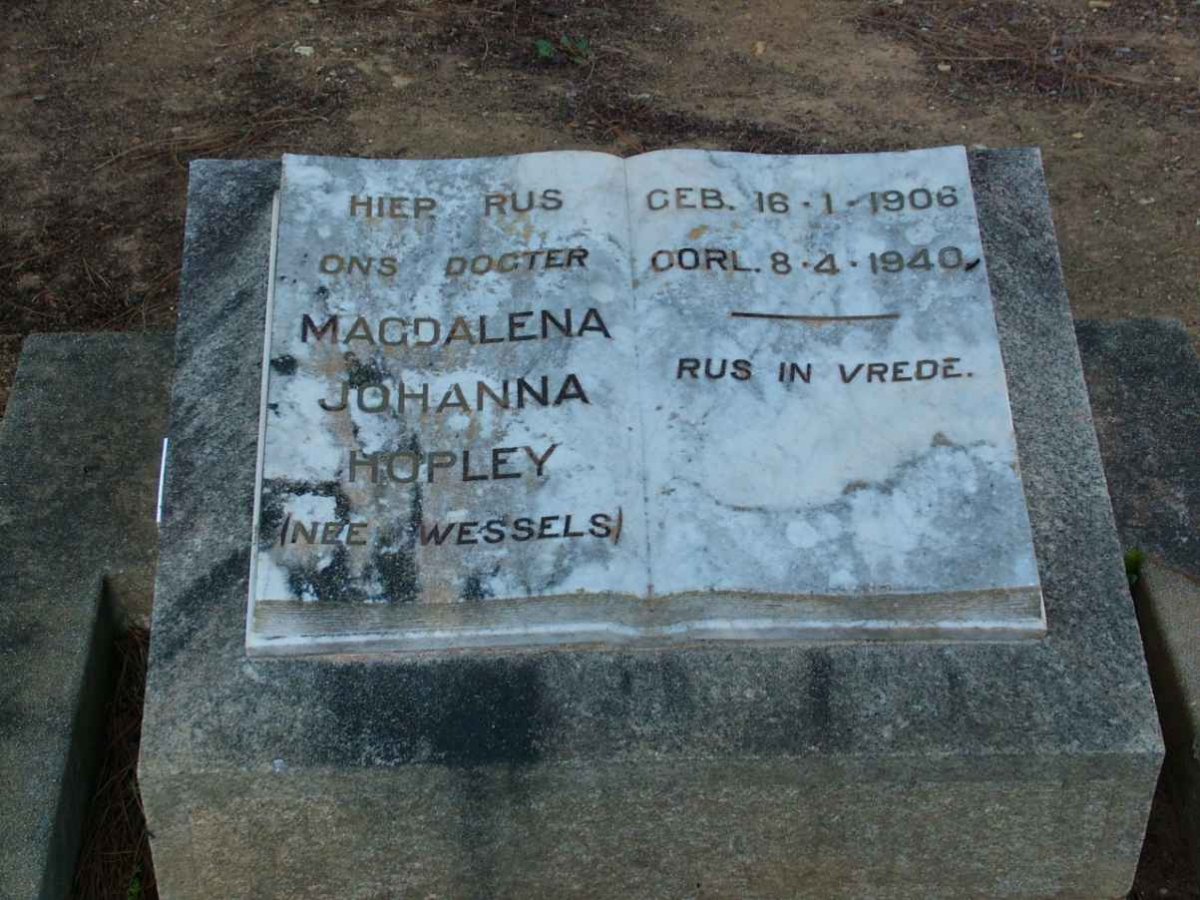 HIER RUS
ONS DOGTER
MAGDALENA
JOHANNA
HOPLEY
(NEE WESSELS)
GEB. 16·1·1906
OORL. 8·4·1940
RUS IN VREDE.